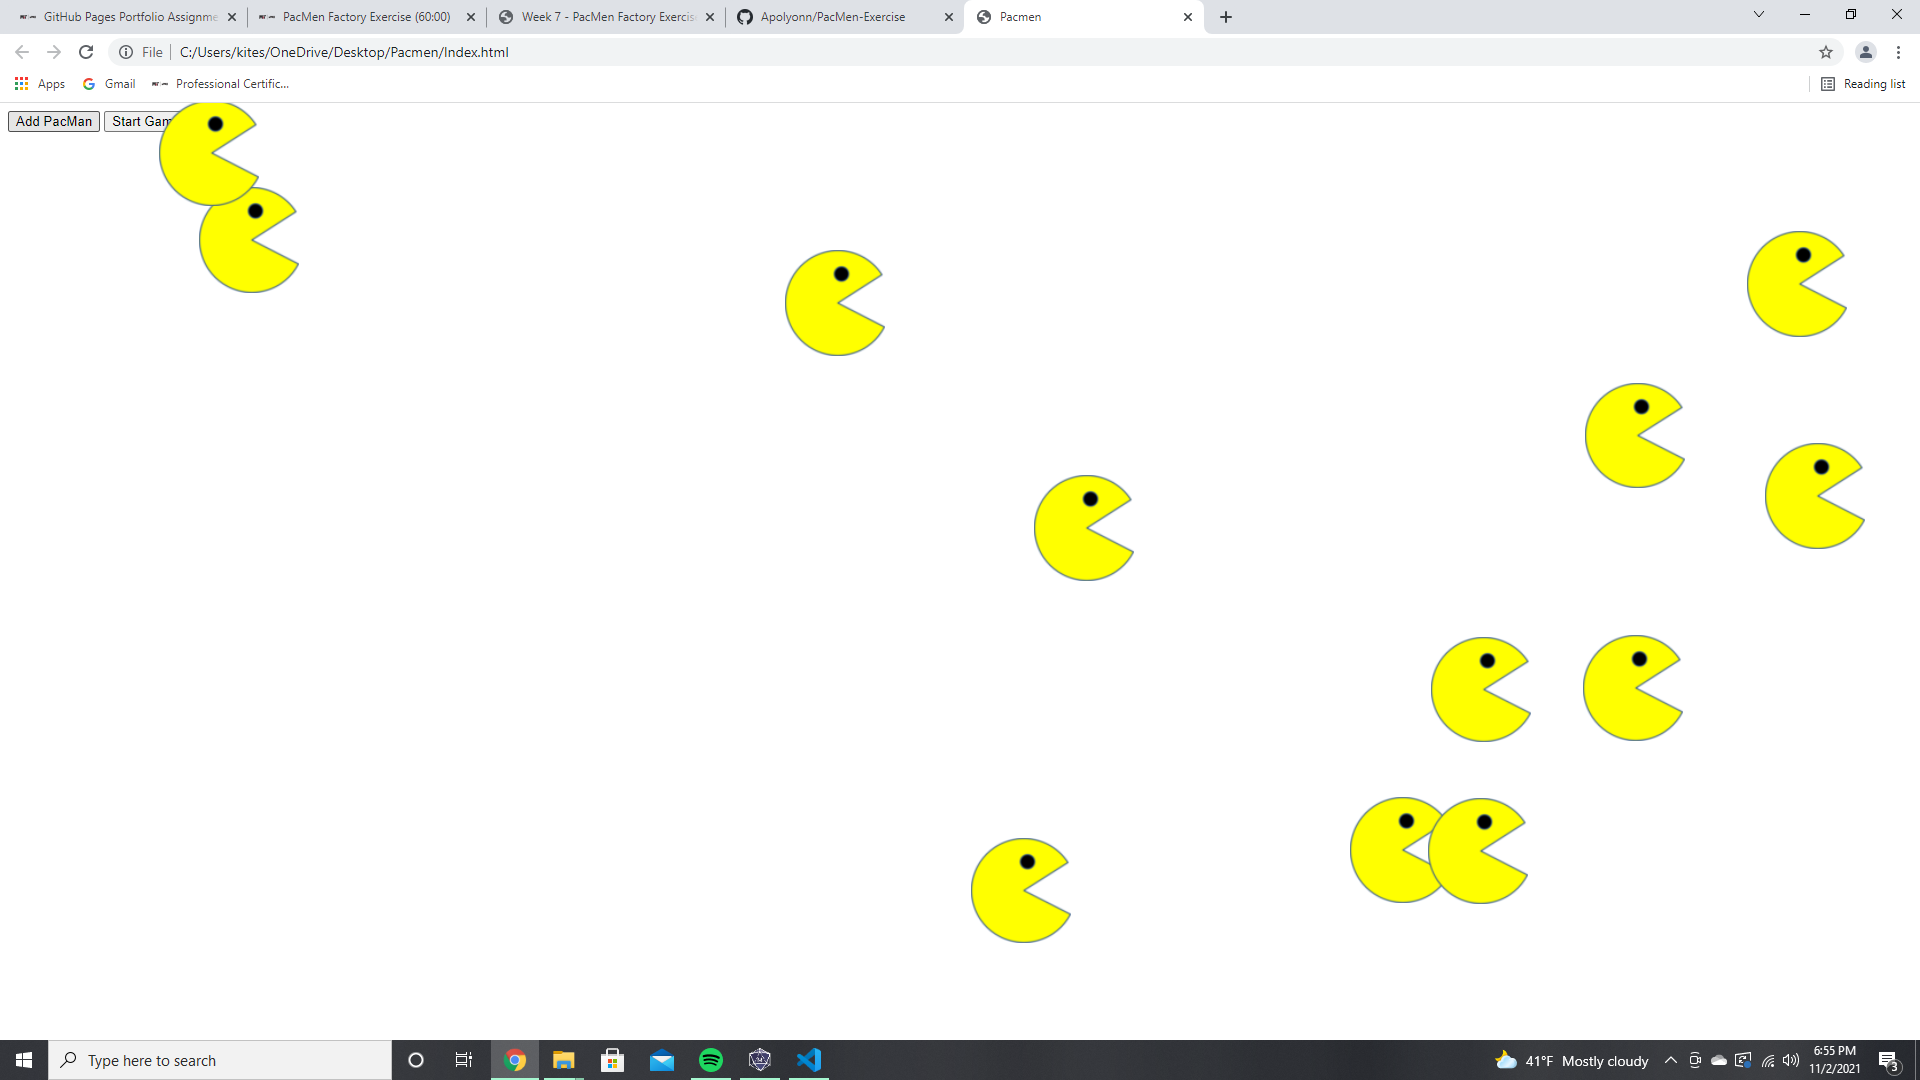 GitHub Pages Portfolio Assignme
PacMen Factory Exercise (60:00)
Week 7 - PacMen Factory Exercis
Apolyonn/PacMen-Exercise
Pacmen
File
C:/Users/kites/OneDrive/Desktop/Pacmen/Index.html
Apps
Gmail
Professional Certific...
Reading list
Add PacMan
Start Gam
Type here to search
41°F Mostly cloudy
6:55 PM
11/2/2021
3